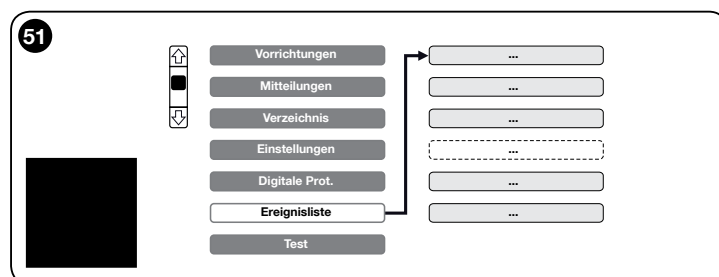 51
Vorrichtungen
...
Mitteilungen
...
Verzeichnis
...
Einstellungen
...
Digitale Prot.
...
Ereignisliste
...
Test